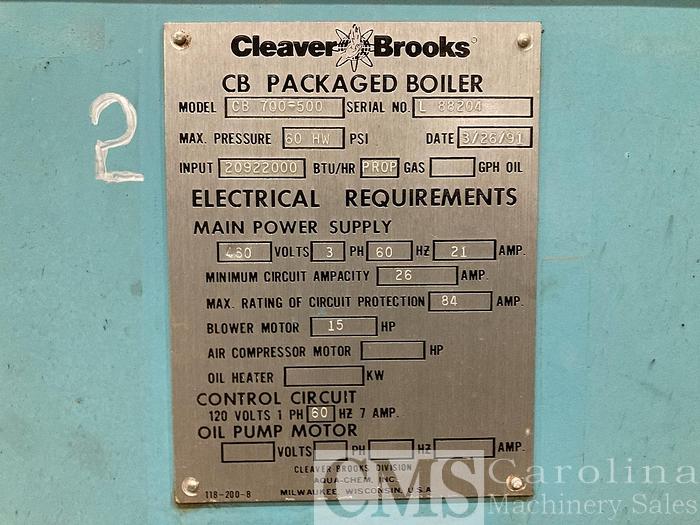 2
Cleaver Brooks
CB PACKAGED BOILER
MODEL CB 700-500 SERIAL NO. L 88204
MAX. PRESSURE 60 HW PSI DATE 3/26/91
INPUT 20922000 BTU/HR PROP GAS GPH OIL
ELECTRICAL REQUIREMENTS
MAIN POWER SUPPLY
460 VOLTS 3 PH 60 HZ 21 AMP.
MINIMUM CIRCUIT AMPACITY 26 AMP.
MAX. RATING OF CIRCUIT PROTECTION 84 AMP.
BLOWER MOTOR 15 HP
AIR COMPRESSOR MOTOR HP
OIL HEATER KW
CONTROL CIRCUIT
120 VOLTS 1 PH 60 HZ 7 AMP.
OIL PUMP MOTOR
VOLTS PH HZ AMP.
CLEAVER BROOKS DIVISION
AQUA-CHEM, INC.
118-200-8 MILWAUKEE, WISCONSIN, U.S.A.
CMS Carolina
Machinery Sales